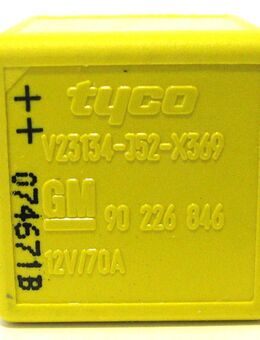 tyco
V23134-J52-X369
GM
90 226 846
12V/70A
++ 074671B